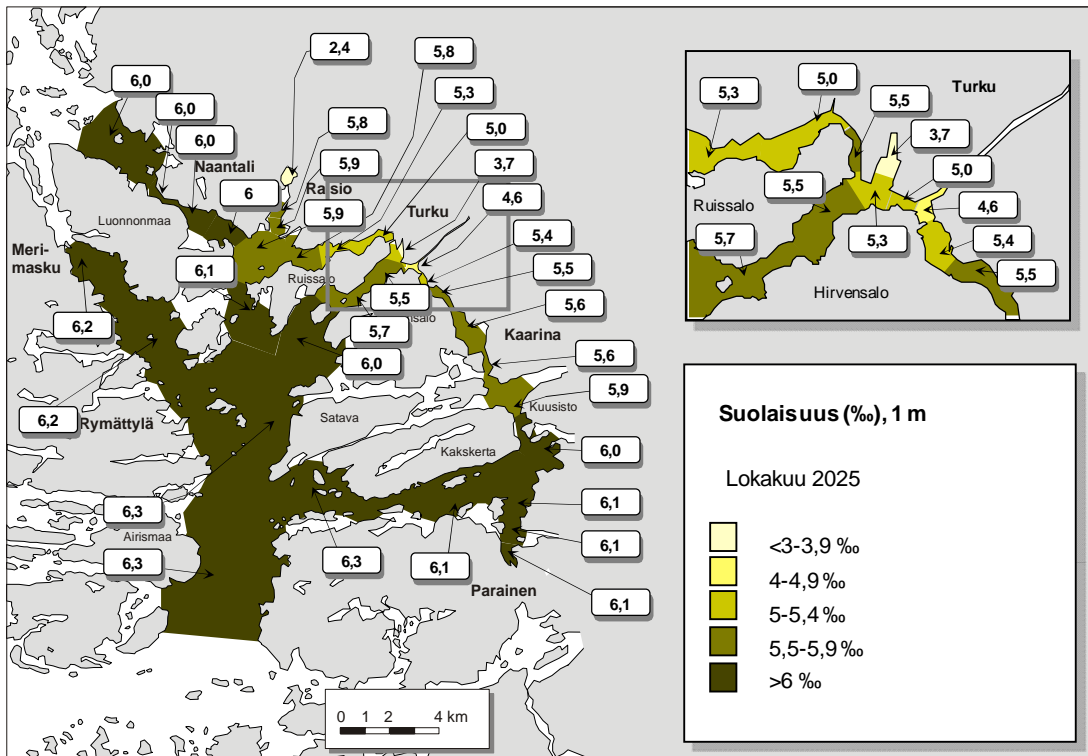 2,4
5,8
6,0
5,3
6,0
5,8
5,0
6,0
Naantali
5,9
3,7
Raisio
Turku
4,6
Luonnonmaa
6
5,9
5,4
Meri-
masku
6,1
Ruissalo
5,5
5,5
6,2
5,7
salo
5,6
Kaarina
6,0
5,6
6,2
Rymättylä
Satava
5,9
Kuusisto
Kakskerta
6,0
6,3
6,1
Airismaa
6,3
6,3
6,1
6,1
Parainen
6,1
0 1 2 4 km
5,0
Turku
5,3
5,5
3,7
5,5
5,0
Ruissalo
4,6
5,7
5,3
5,4
Hirvensalo
5,5
Suolaisuus (‰), 1 m
Lokakuu 2025
<3-3,9 ‰
4-4,9 ‰
5-5,4 ‰
5,5-5,9 ‰
>6 ‰